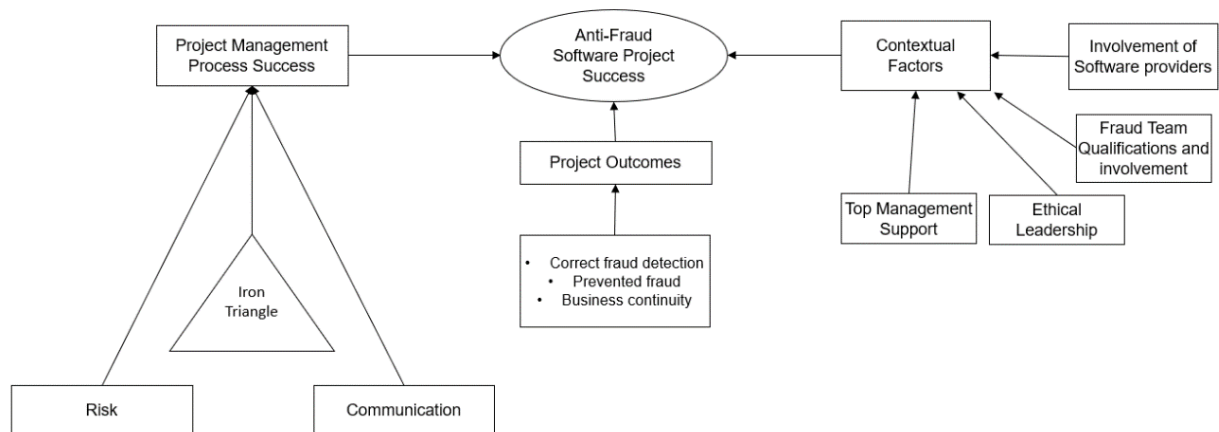 Project Management
Process Success
Anti-Fraud
Software Project
Success
Contextual
Factors
Involvement of
Software providers
Fraud Team
Qualifications and
involvement
Project Outcomes
Top Management
Support
Ethical
Leadership
• Correct fraud detection
• Prevented fraud
• Business continuity
Iron
Triangle
Risk
Communication